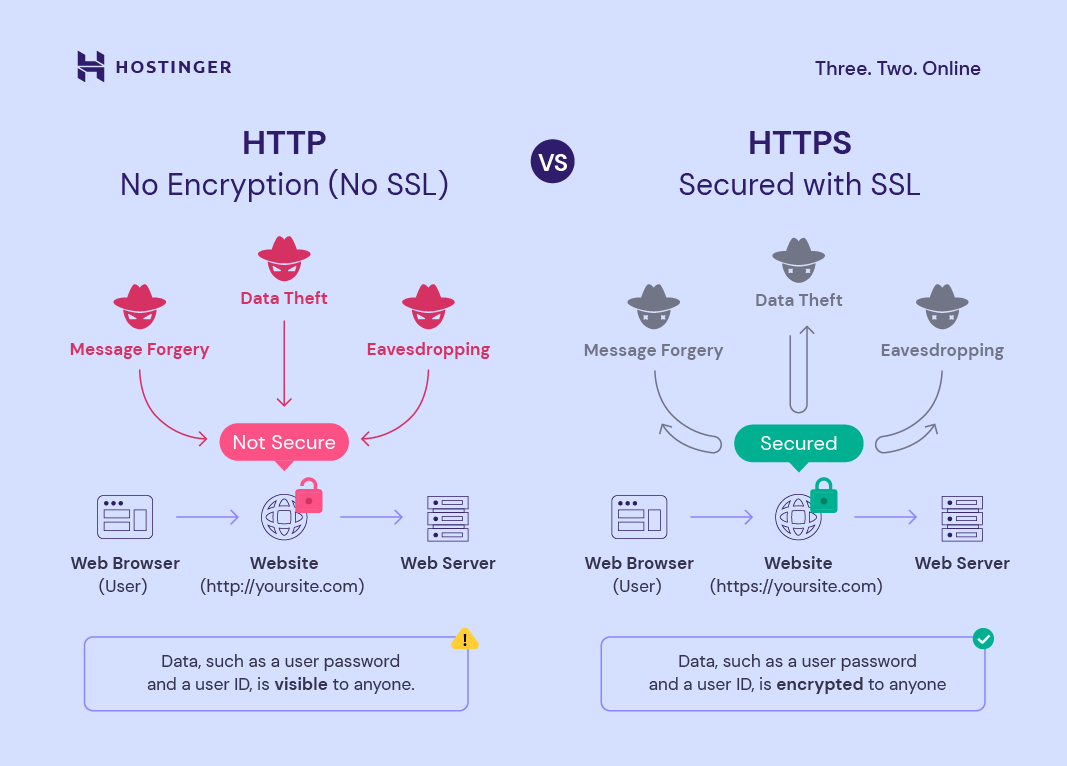 HOSTINGER
Three. Two. Online
HTTP
No Encryption (No SSL)
VS
HTTPS
Secured with SSL
Data Theft
Message Forgery
Eavesdropping
Not Secure
Web Browser
(User)
Website
(http://yoursite.com)
Web Server
Data, such as a user password
and a user ID, is visible to anyone.
Data Theft
Message Forgery
Eavesdropping
Secured
Web Browser
(User)
Website
(https://yoursite.com)
Web Server
Data, such as a user password
and a user ID, is encrypted to anyone